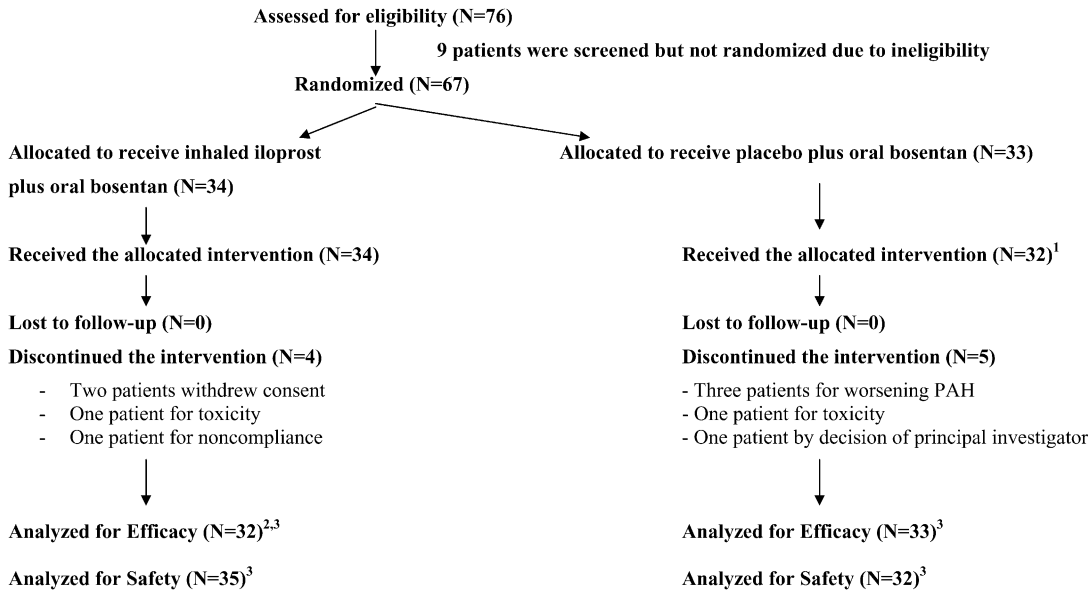 Assessed for eligibility (N=76)
9 patients were screened but not randomized due to ineligibility
Randomized (N=67)
Allocated to receive inhaled iloprost
plus oral bosentan (N=34)
Allocated to receive placebo plus oral bosentan (N=33)
Received the allocated intervention (N=34)
Received the allocated intervention (N=32)¹
Lost to follow-up (N=0)
Discontinued the intervention (N=4)
- Two patients withdrew consent
- One patient for toxicity
- One patient for noncompliance
Lost to follow-up (N=0)
Discontinued the intervention (N=5)
- Three patients for worsening PAH
- One patient for toxicity
- One patient by decision of principal investigator
Analyzed for Efficacy (N=32)²,³
Analyzed for Safety (N=35)³
Analyzed for Efficacy (N=33)³
Analyzed for Safety (N=32)³